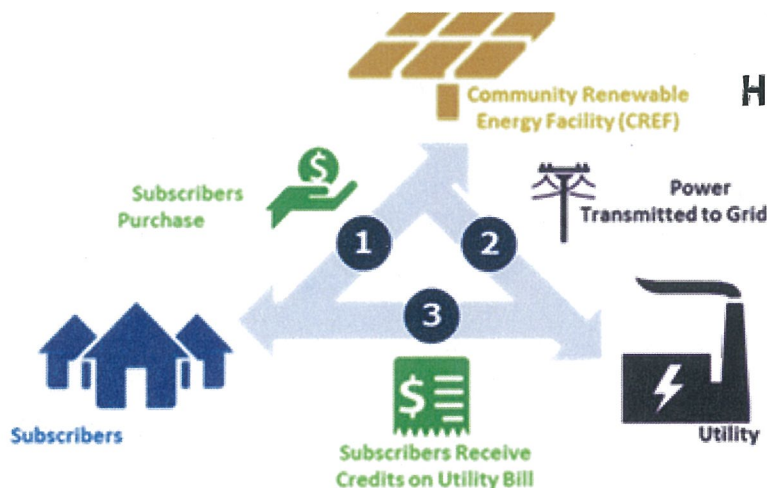 Community Renewable
Energy Facility (CREF)
H
$
Subscribers
Purchase
Power
Transmitted to Grid
1
2
3
$
Subscribers
Utility
Subscribers Receive
Credits on Utility Bill